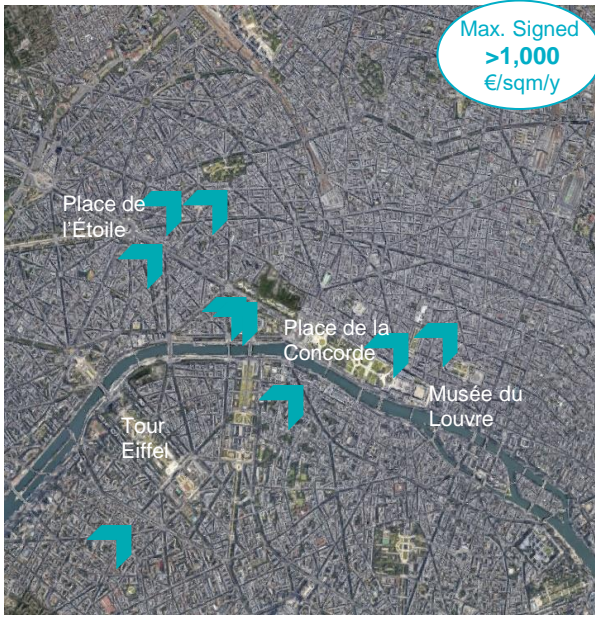 Max. Signed
>1,000
€/sqm/y
Place de
l'Étoile
Place de la
Concorde
Musée du
Louvre
Tour
Eiffel